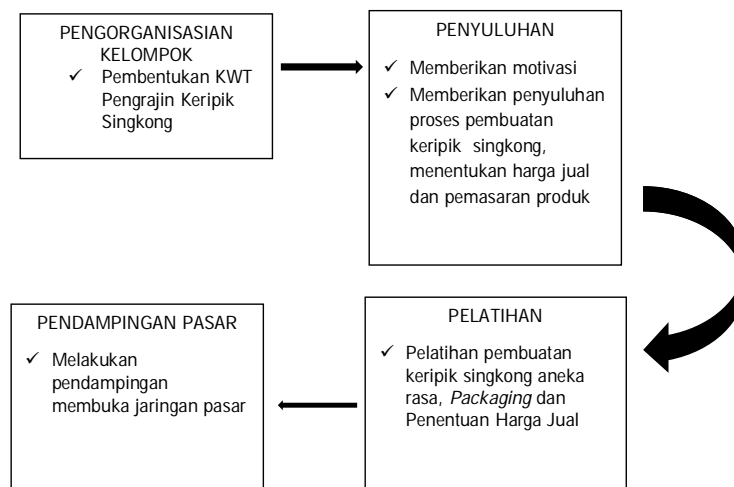 PENGORGANISASIAN
KELOMPOK
✓ Pembentukan KWT
Pengrajin Keripik
Singkong
PENYULUHAN
✓ Memberikan motivasi
✓ Memberikan penyuluhan
proses pembuatan
keripik singkong,
menentukan harga jual
dan pemasaran produk
PELATIHAN
✓ Pelatihan pembuatan
keripik singkong aneka
rasa, Packaging dan
Penentuan Harga Jual
PENDAMPINGAN PASAR
✓ Melakukan
pendampingan
membuka jaringan pasar